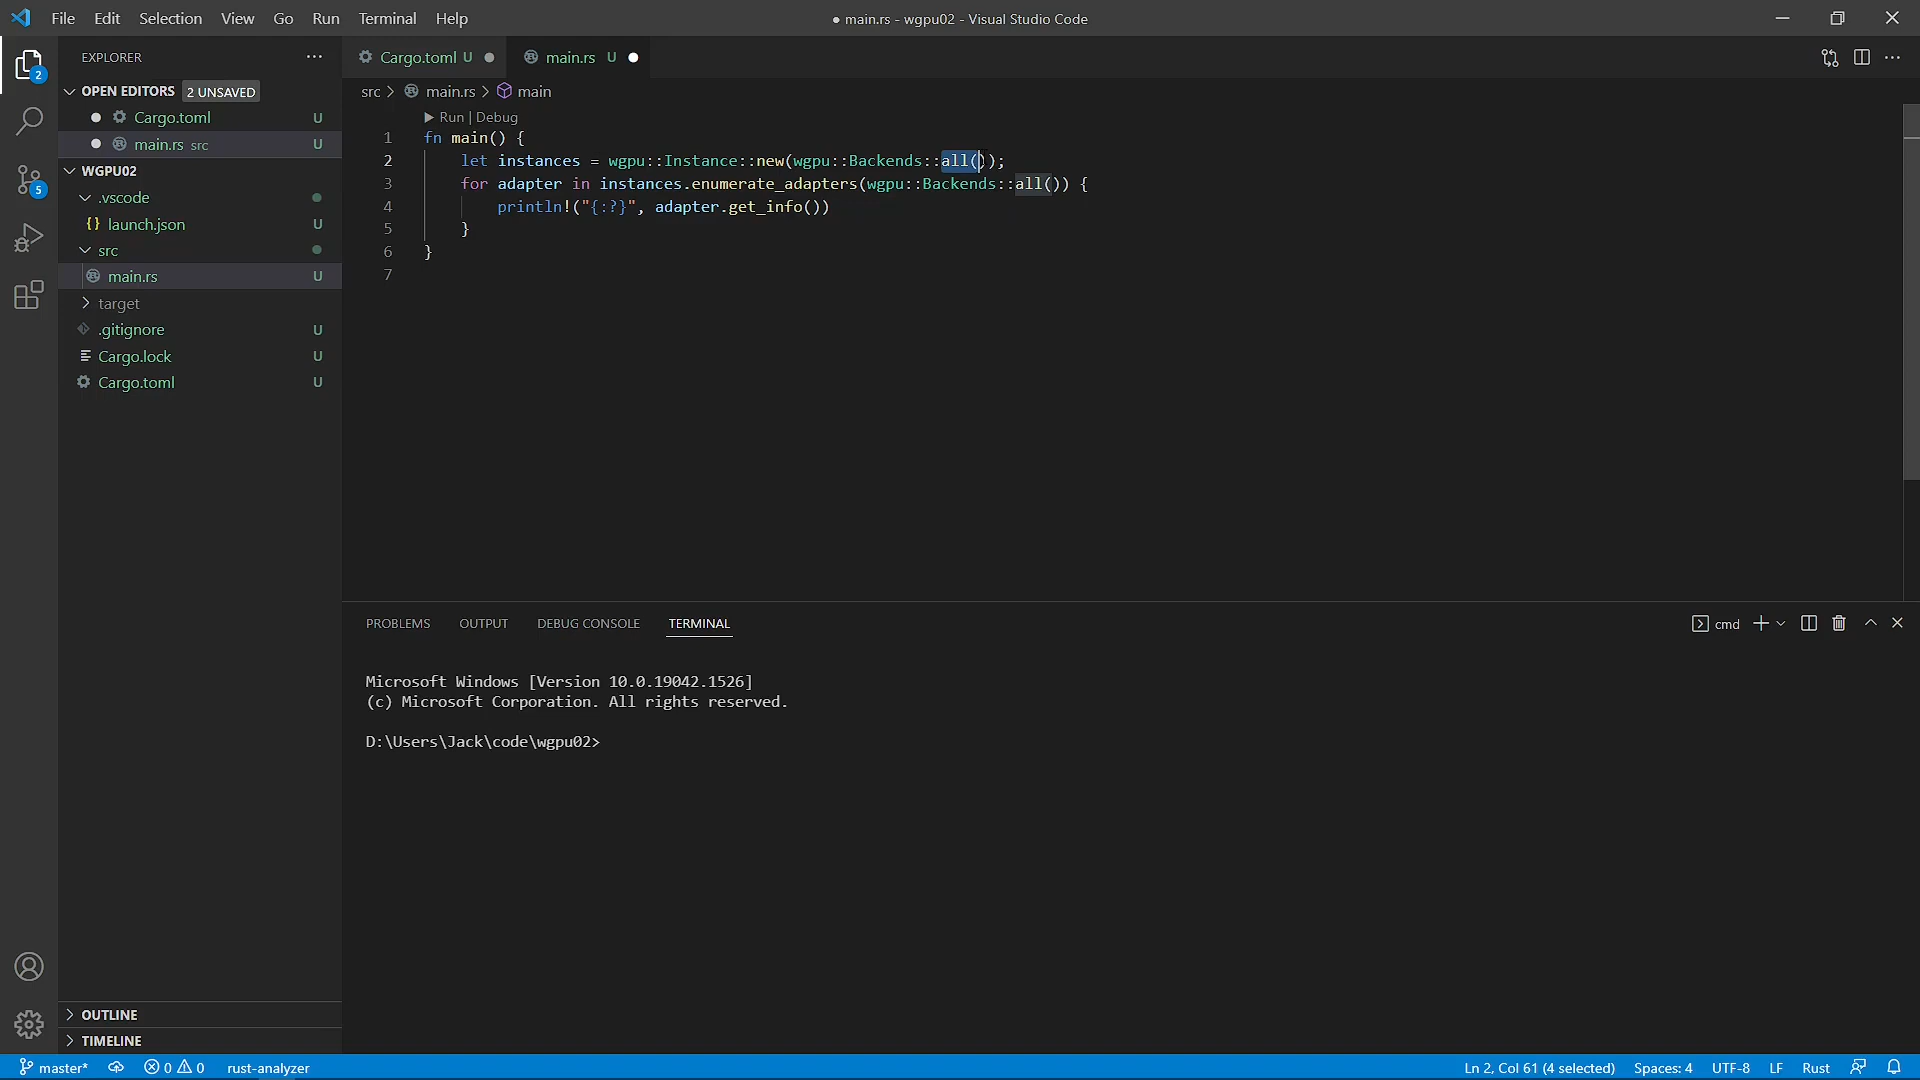 File Edit Selection View Go Run Terminal Help
● main.rs - wgpu02 - Visual Studio Code
EXPLORER
Cargo.toml U
main.rs U
OPEN EDITORS 2 UNSAVED
Cargo.toml U
main.rs src U
WGPU02
.vscode
{} launch.json U
src
main.rs U
target
.gitignore U
Cargo.lock U
Cargo.toml U
OUTLINE
TIMELINE
2
5
src > main.rs > main
Run | Debug
1 fn main() {
2 let instances = wgpu::Instance::new(wgpu::Backends::all());
3 for adapter in instances.enumerate_adapters(wgpu::Backends::all()) {
4 println!("{:?}", adapter.get_info())
5 }
6 }
7
PROBLEMS OUTPUT DEBUG CONSOLE TERMINAL
cmd
Microsoft Windows [Version 10.0.19042.1526]
(c) Microsoft Corporation. All rights reserved.
D:\Users\Jack\code\wgpu02>
master* 0 0 rust-analyzer
Ln 2, Col 61 (4 selected) Spaces: 4 UTF-8 LF Rust